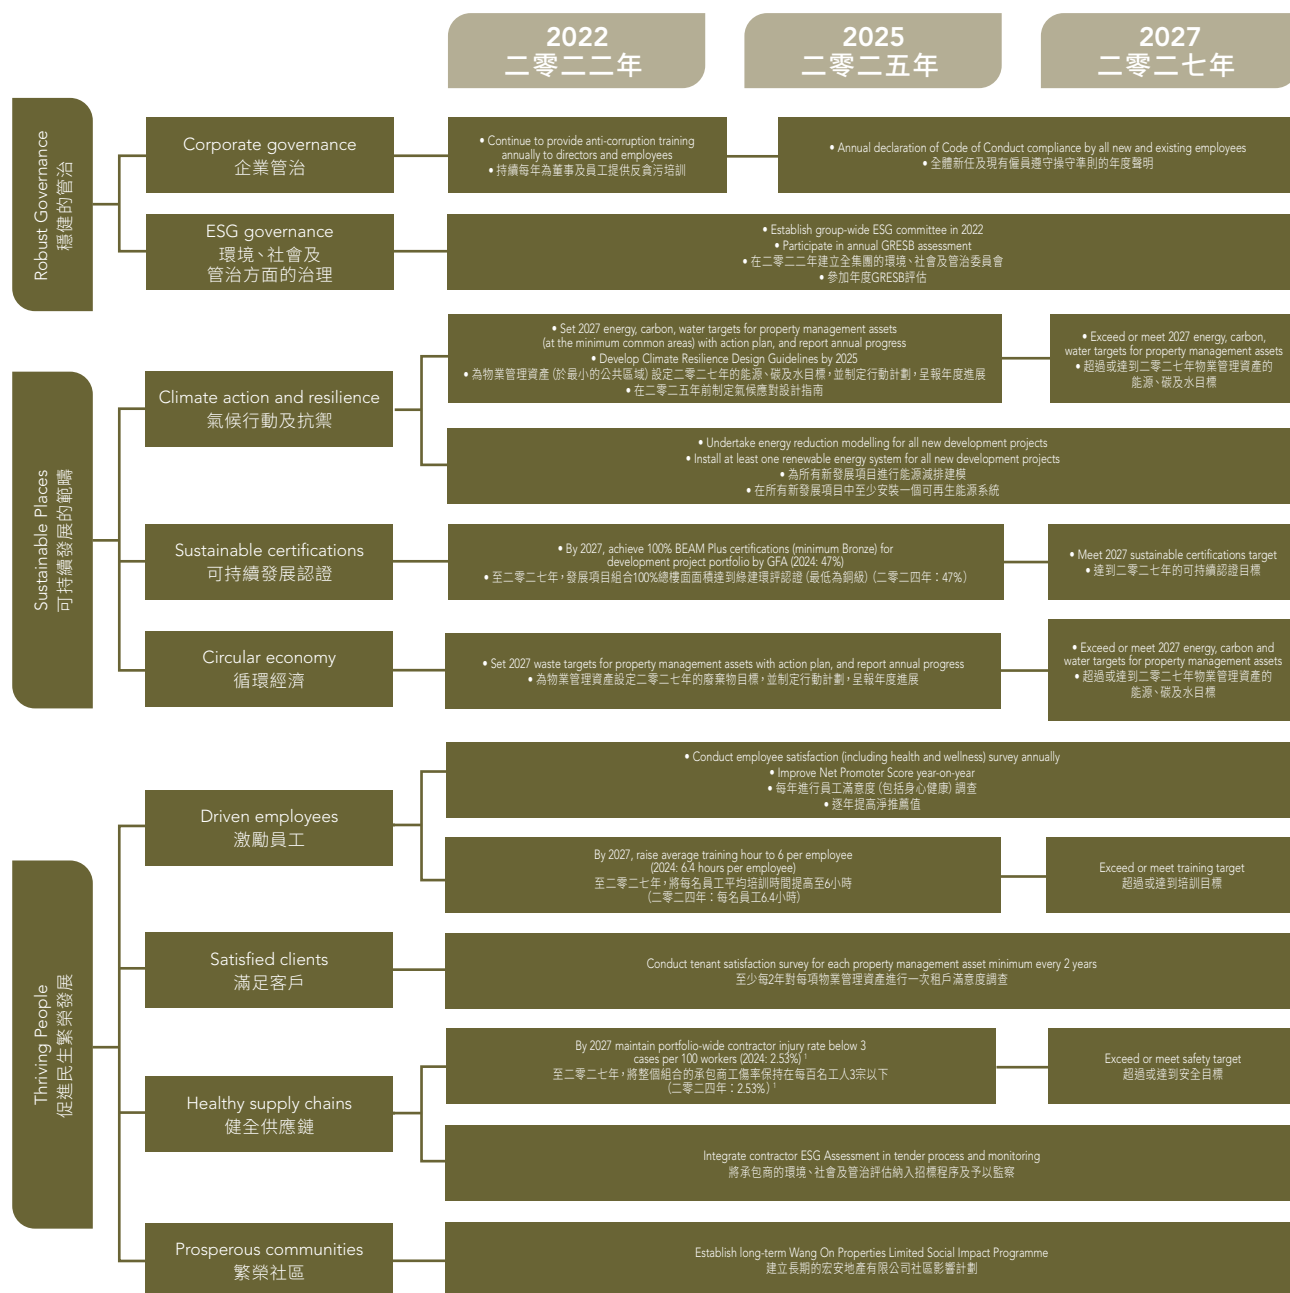 2022
二零二二年
2025
二零二五年
2027
二零二七年
Robust Governance
穩健的管治
Corporate governance
企業管治
• Continue to provide anti-corruption training
annually to directors and employees
• 持續每年為董事及員工提供反貪污培訓
• Annual declaration of Code of Conduct compliance by all new and existing employees
• 全體新任及現有僱員遵守操守準則的年度聲明
ESG governance
環境、社會及
管治方面的治理
• Establish group-wide ESG committee in 2022
• Participate in annual GRESB assessment
• 在二零二二年建立全集團的環境、社會及管治委員會
• 參加年度GRESB評估
Sustainable Places
可持續發展的範疇
Climate action and resilience
氣候行動及抗禦
• Set 2027 energy, carbon, water targets for property management assets
(at the minimum common areas) with action plan, and report annual progress
• Develop Climate Resilience Design Guidelines by 2025
• 為物業管理資產（於最小的公共區域）設定二零二七年的能源、碳及水目標，並制定行動計劃，呈報年度進展
• 在二零二五年前制定氣候應對設計指南
• Exceed or meet 2027 energy, carbon,
water targets for property management assets
• 超過或達到二零二七年物業管理資產的
能源、碳及水目標
• Undertake energy reduction modelling for all new development projects
• Install at least one renewable energy system for all new development projects
• 為所有新發展項目進行能源減排建模
• 在所有新發展項目中至少安裝一個可再生能源系統
Sustainable certifications
可持續發展認證
• By 2027, achieve 100% BEAM Plus certifications (minimum Bronze) for
development project portfolio by GFA (2024: 47%)
• 至二零二七年，發展項目組合100%總樓面面積達到綠建環評認證（最低為銅級）（二零二四年：47%）
• Meet 2027 sustainable certifications target
• 達到二零二七年的可持續認證目標
Circular economy
循環經濟
• Set 2027 waste targets for property management assets with action plan, and report annual progress
• 為物業管理資產設定二零二七年的廢棄物目標，並制定行動計劃，呈報年度進展
• Exceed or meet 2027 energy, carbon and
water targets for property management assets
• 超過或達到二零二七年物業管理資產的
能源、碳及水目標
Thriving People
促進民生繁榮發展
Driven employees
激勵員工
• Conduct employee satisfaction (including health and wellness) survey annually
• Improve Net Promoter Score year-on-year
• 每年進行員工滿意度（包括身心健康）調查
• 逐年提高淨推薦值
By 2027, raise average training hour to 6 per employee
(2024: 6.4 hours per employee)
至二零二七年，將每名員工平均培訓時間提高至6小時
（二零二四年：每名員工6.4小時）
Exceed or meet training target
超過或達到培訓目標
Satisfied clients
滿足客戶
Conduct tenant satisfaction survey for each property management asset minimum every 2 years
至少每2年對每項物業管理資產進行一次租戶滿意度調查
Healthy supply chains
健全供應鏈
By 2027 maintain portfolio-wide contractor injury rate below 3
cases per 100 workers (2024: 2.53%) ¹
至二零二七年，將整個組合的承包商工傷率保持在每百名工人3宗以下
（二零二四年：2.53%）¹
Exceed or meet safety target
超過或達到安全目標
Integrate contractor ESG Assessment in tender process and monitoring
將承包商的環境、社會及管治評估納入招標程序及予以監察
Prosperous communities
繁榮社區
Establish long-term Wang On Properties Limited Social Impact Programme
建立長期的宏安地產有限公司社區影響計劃